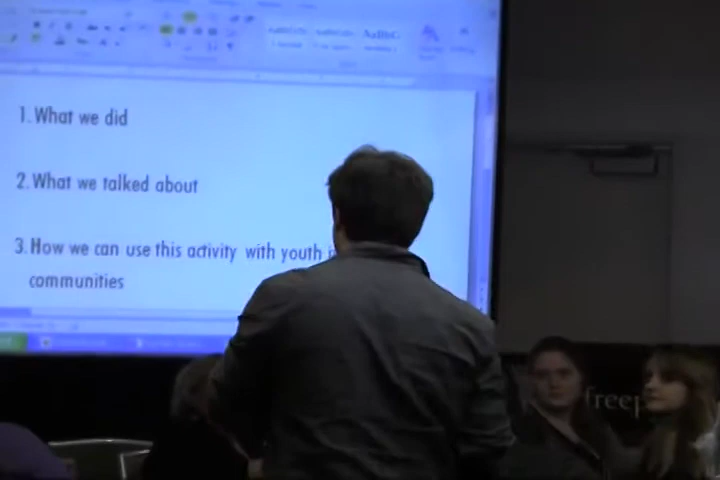 1. What we did
2. What we talked about
3. How we can use this activity with youth
communities